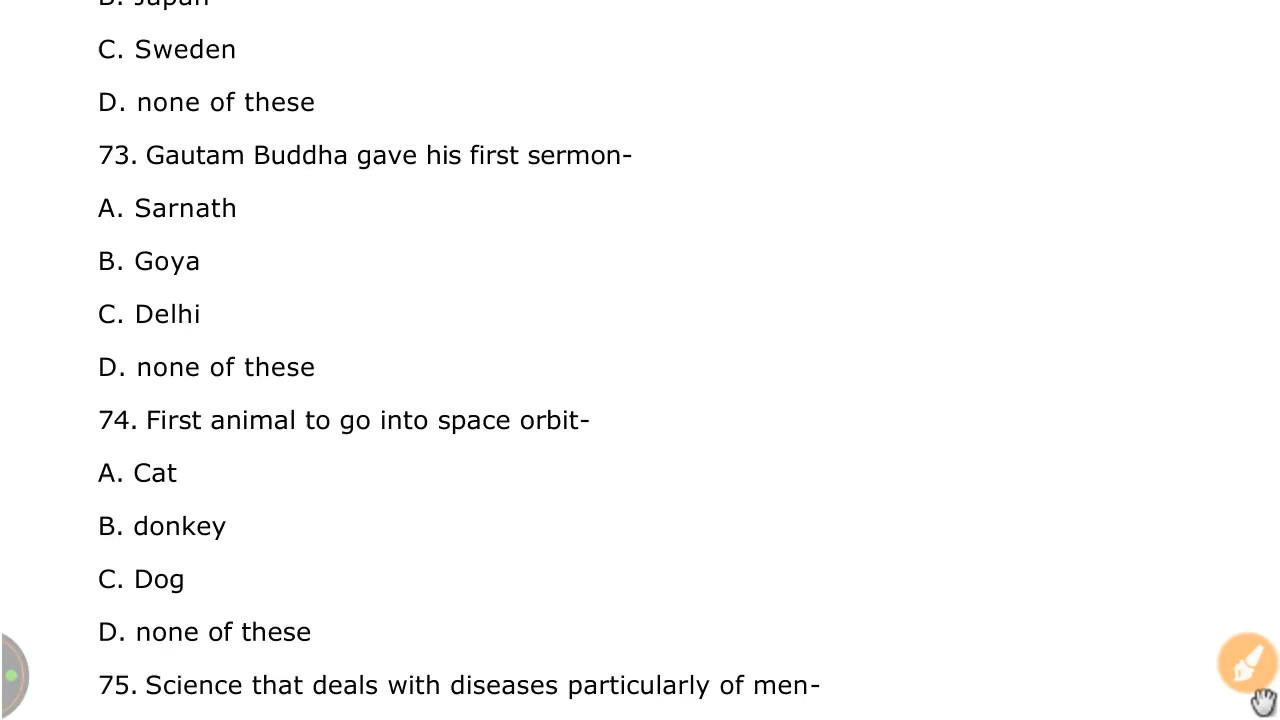 B. Japan
C. Sweden
D. none of these
73. Gautam Buddha gave his first sermon-
A. Sarnath
B. Goya
C. Delhi
D. none of these
74. First animal to go into space orbit-
A. Cat
B. donkey
C. Dog
D. none of these
75. Science that deals with diseases particularly of men-